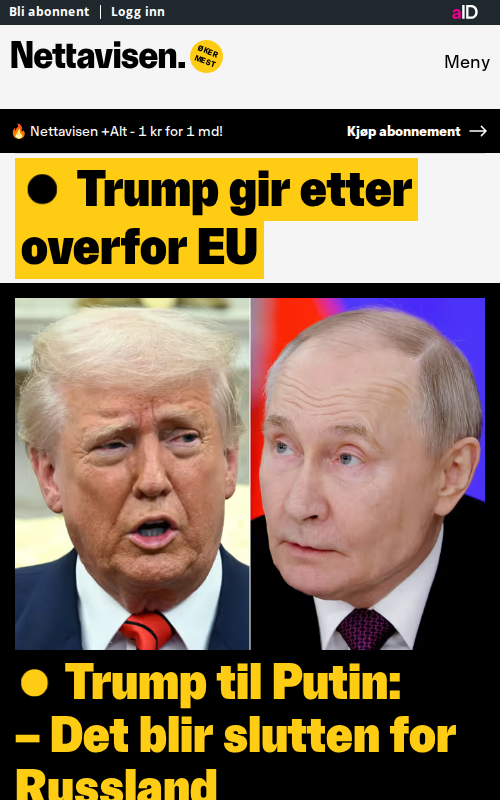 Bli abonnent | Logg inn
aID
Nettavisen.
ØKER
MEST
Meny
🔥 Nettavisen +Alt - 1 kr for 1 md!
Kjøp abonnement →
● Trump gir etter
overfor EU
● Trump til Putin:
– Det blir slutten for
Russland